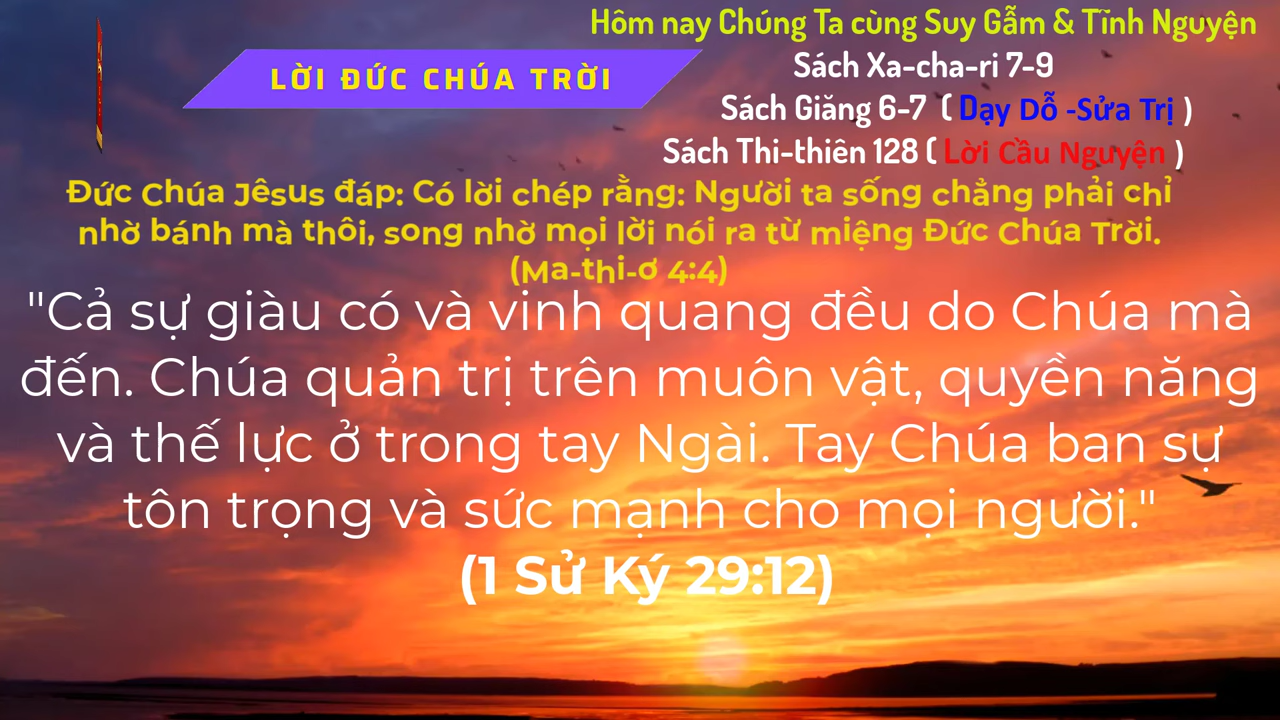 Hôm nay Chúng Ta cùng Suy Gẫm & Tĩnh Nguyện
LỜI ĐỨC CHÚA TRỜI
Sách Xa-cha-ri 7-9
Sách Giăng 6-7 ( Dạy Dỗ -Sửa Trị )
Sách Thi-thiên 128 ( Lời Cầu Nguyện )
Đức Chúa Jêsus đáp: Có lời chép rằng: Người ta sống chẳng phải chỉ
nhờ bánh mà thôi, song nhờ mọi lời nói ra từ miệng Đức Chúa Trời.
(Ma-thi-ơ 4:4)
"Cả sự giàu có và vinh quang đều do Chúa mà
đến. Chúa quản trị trên muôn vật, quyền năng
và thế lực ở trong tay Ngài. Tay Chúa ban sự
tôn trọng và sức mạnh cho mọi người."
(1 Sử Ký 29:12)